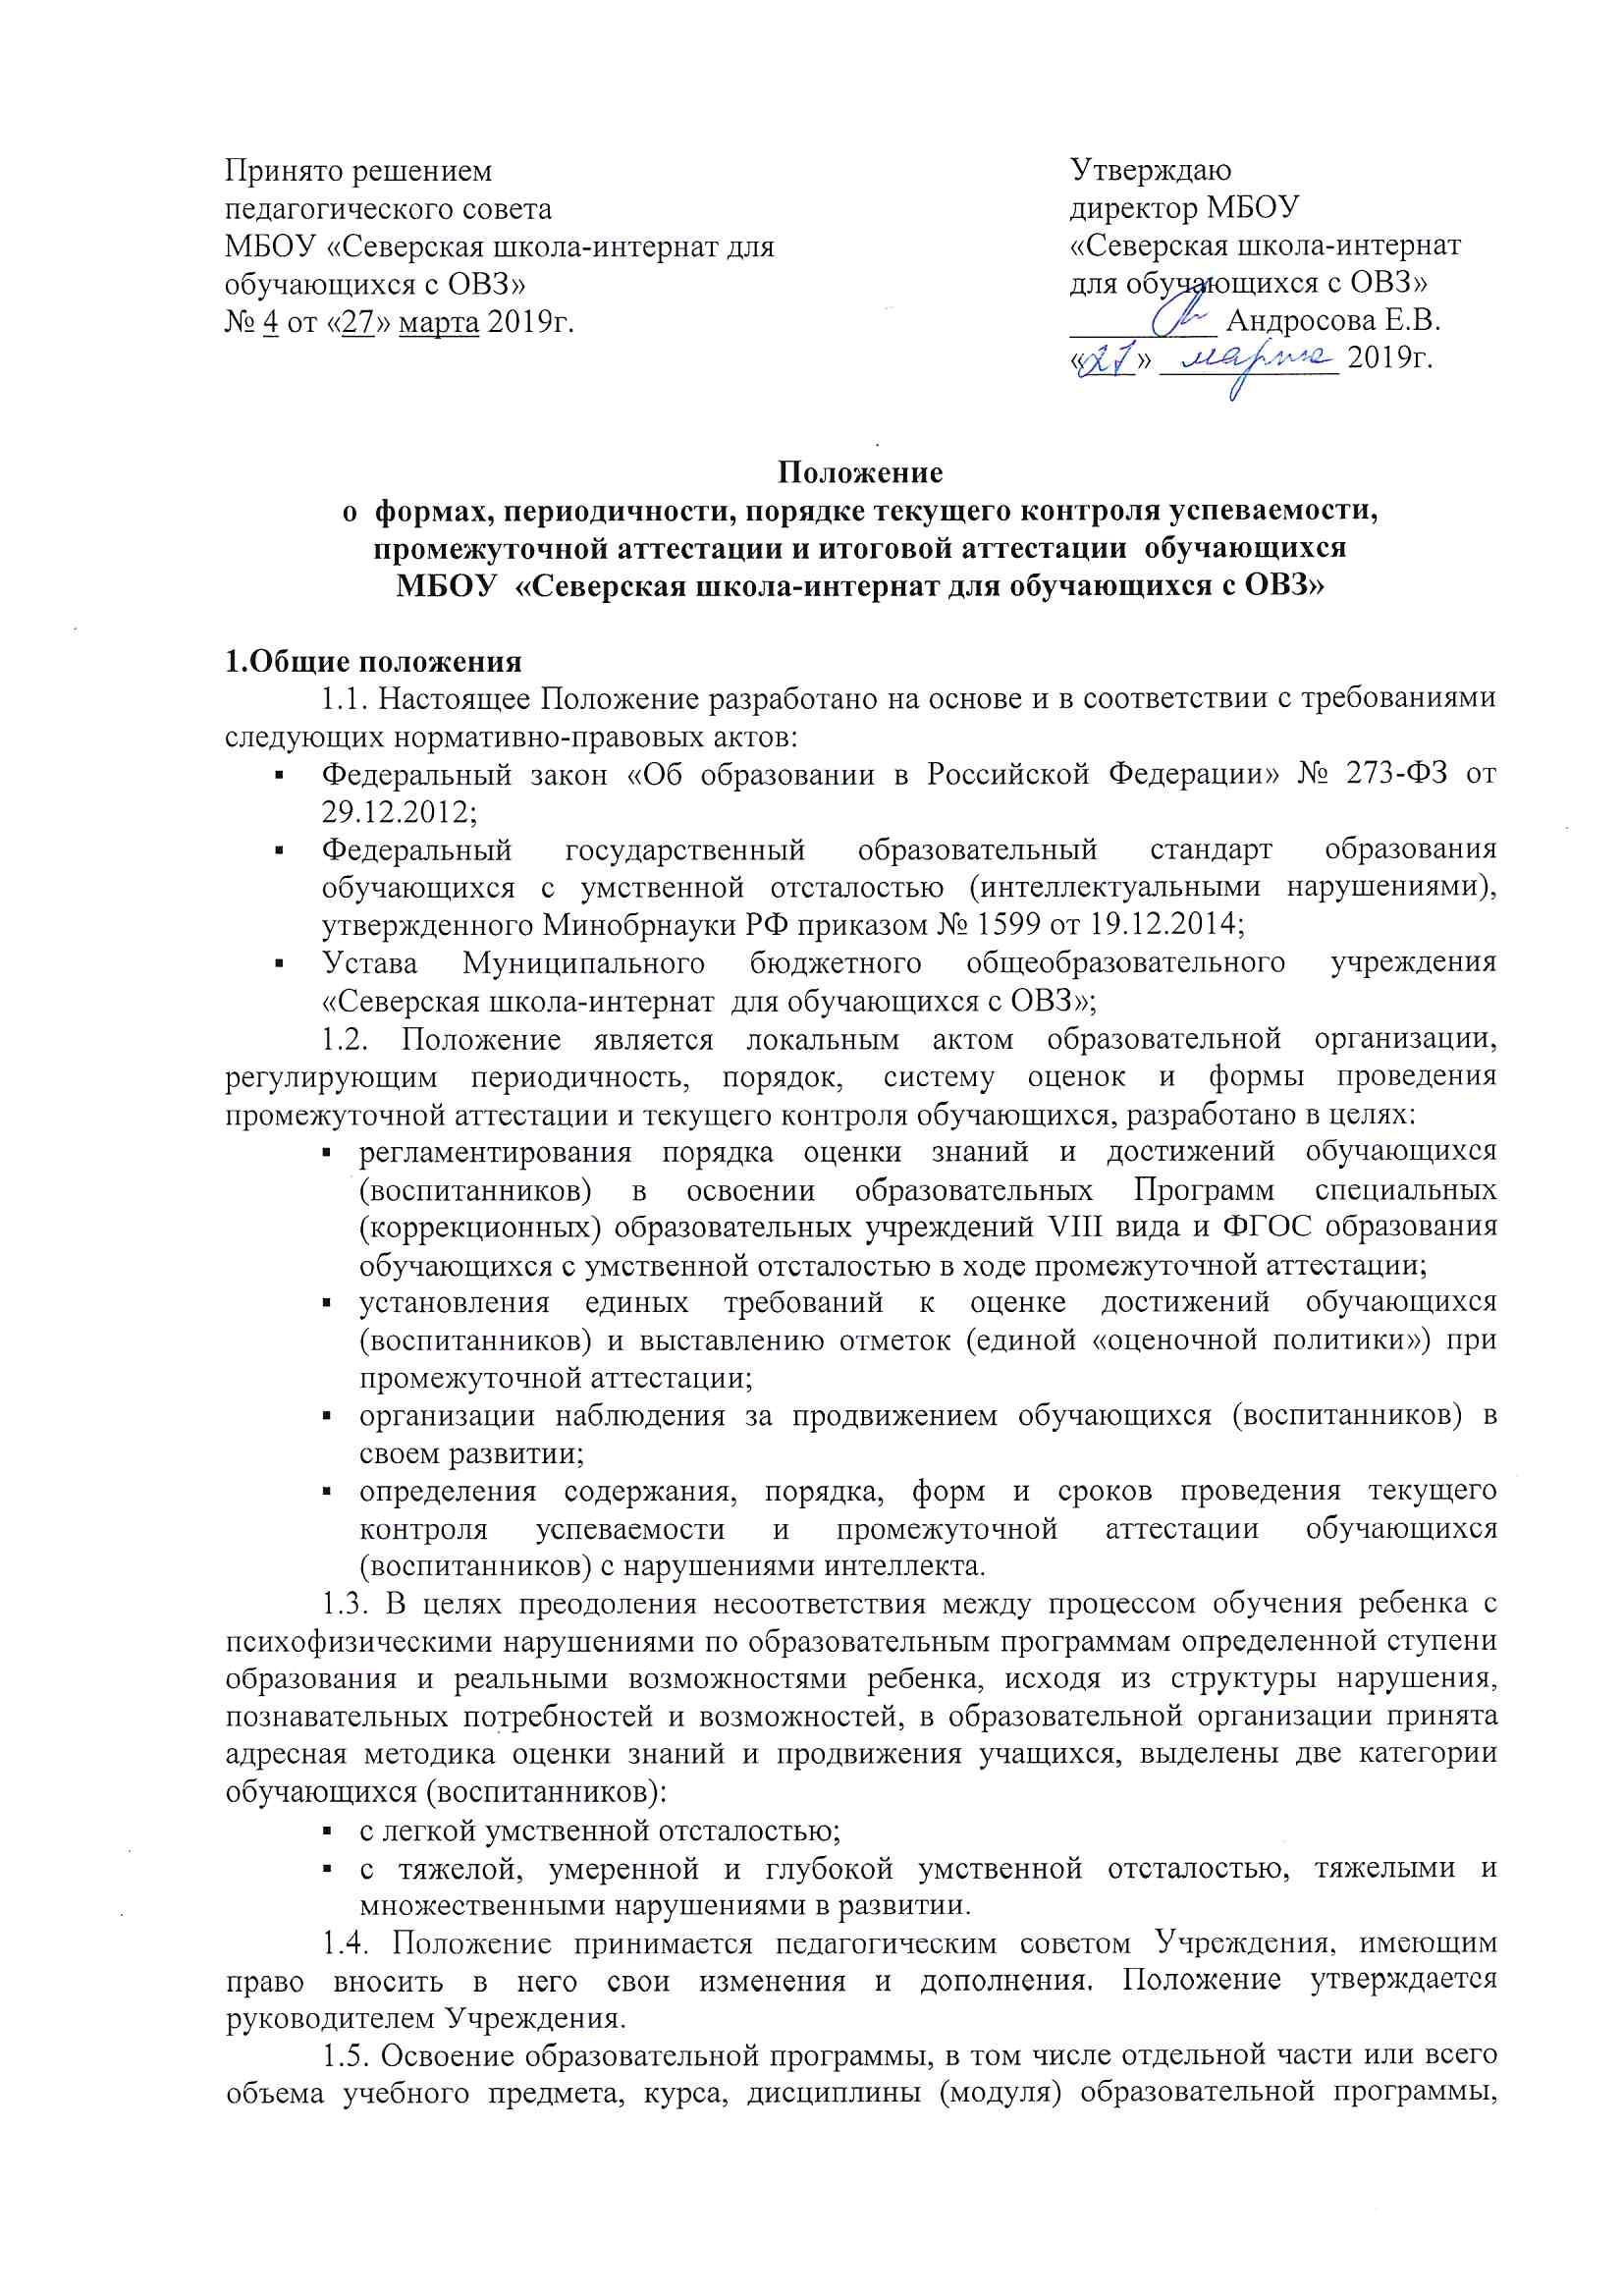 Принято решением
педагогического совета
МБОУ «Северская школа-интернат для
обучающихся с ОВЗ»
№ 4 от «27» марта 2019г.
Утверждаю
директор МБОУ
«Северская школа-интернат
для обучающихся с ОВЗ»
Андросова Е.В.
«27» марта 2019г.
Положение
о формах, периодичности, порядке текущего контроля успеваемости,
промежуточной аттестации и итоговой аттестации обучающихся
МБОУ «Северская школа-интернат для обучающихся с ОВЗ»
1.Общие положения
1.1. Настоящее Положение разработано на основе и в соответствии с требованиями
следующих нормативно-правовых актов:
▪ Федеральный закон «Об образовании в Российской Федерации» № 273-ФЗ от
29.12.2012;
▪ Федеральный государственный образовательный стандарт образования
обучающихся с умственной отсталостью (интеллектуальными нарушениями),
утвержденного Минобрнауки РФ приказом № 1599 от 19.12.2014;
▪ Устава Муниципального бюджетного общеобразовательного учреждения
«Северская школа-интернат для обучающихся с ОВЗ»;
1.2. Положение является локальным актом образовательной организации,
регулирующим периодичность, порядок, систему оценок и формы проведения
промежуточной аттестации и текущего контроля обучающихся, разработано в целях:
▪ регламентирования порядка оценки знаний и достижений обучающихся
(воспитанников) в освоении образовательных Программ специальных
(коррекционных) образовательных учреждений VIII вида и ФГОС образования
обучающихся с умственной отсталостью в ходе промежуточной аттестации;
▪ установления единых требований к оценке достижений обучающихся
(воспитанников) и выставлению отметок (единой «оценочной политики») при
промежуточной аттестации;
▪ организации наблюдения за продвижением обучающихся (воспитанников) в
своем развитии;
▪ определения содержания, порядка, форм и сроков проведения текущего
контроля успеваемости и промежуточной аттестации обучающихся
(воспитанников) с нарушениями интеллекта.
1.3. В целях преодоления несоответствия между процессом обучения ребенка с
психофизическими нарушениями по образовательным программам определенной ступени
образования и реальными возможностями ребенка, исходя из структуры нарушения,
познавательных потребностей и возможностей, в образовательной организации принята
адресная методика оценки знаний и продвижения учащихся, выделены две категории
обучающихся (воспитанников):
▪ с легкой умственной отсталостью;
▪ с тяжелой, умеренной и глубокой умственной отсталостью, тяжелыми и
множественными нарушениями в развитии.
1.4. Положение принимается педагогическим советом Учреждения, имеющим
право вносить в него свои изменения и дополнения. Положение утверждается
руководителем Учреждения.
1.5. Освоение образовательной программы, в том числе отдельной части или всего
объема учебного предмета, курса, дисциплины (модуля) образовательной программы,